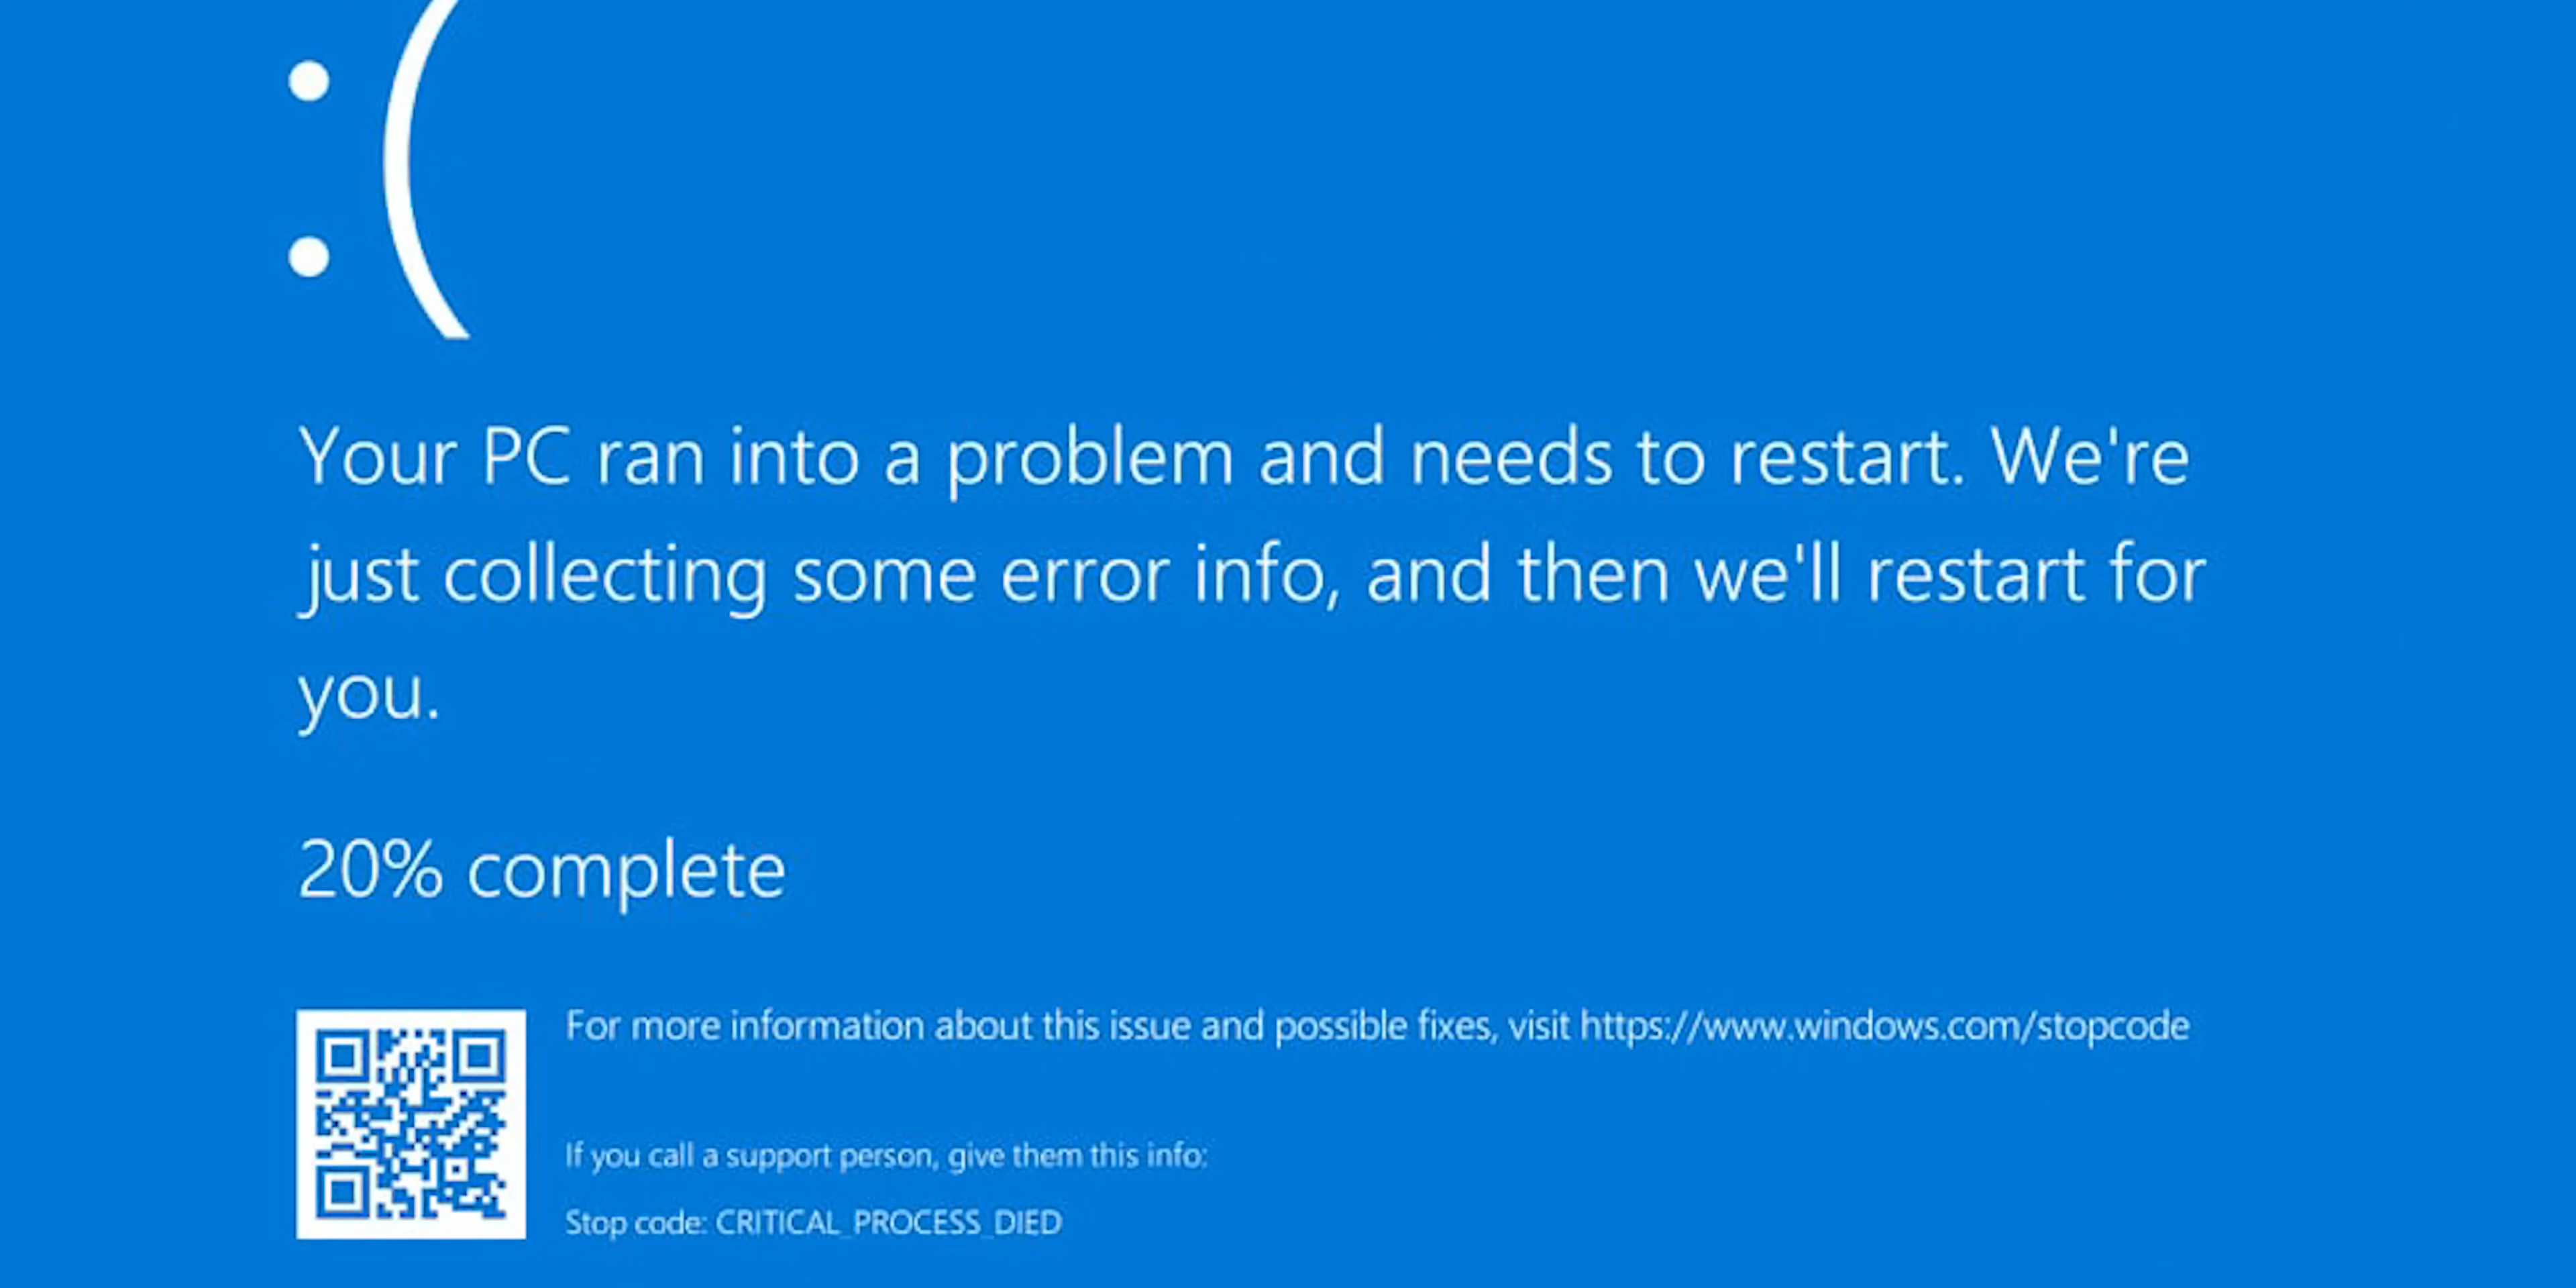 :(
Your PC ran into a problem and needs to restart. We're
just collecting some error info, and then we'll restart for
you.
20% complete
For more information about this issue and possible fixes, visit https://www.windows.com/stopcode
If you call a support person, give them this info:
Stop code: CRITICAL_PROCESS_DIED